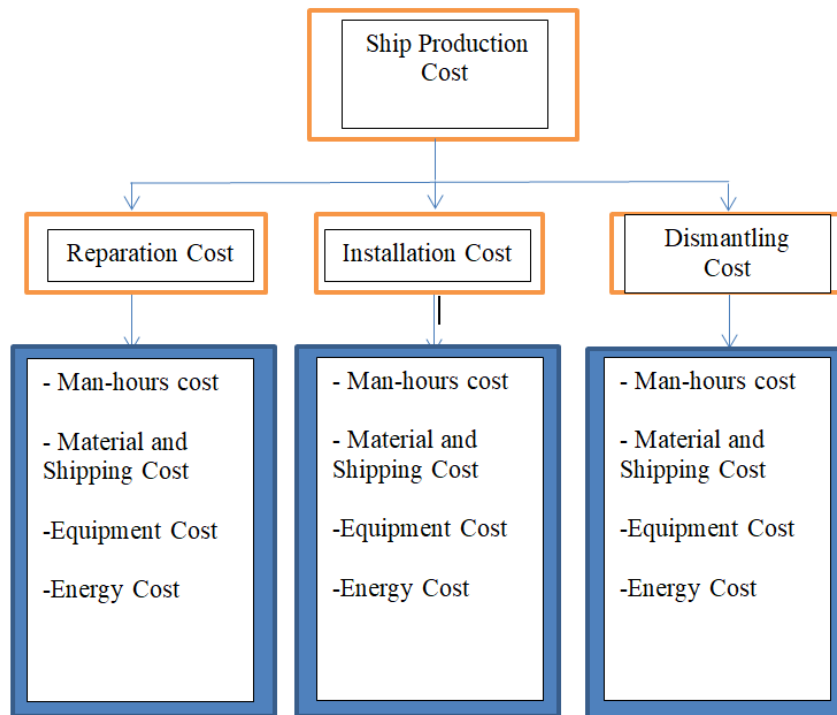 Ship Production
Cost
Reparation Cost
Installation Cost
Dismantling
Cost
- Man-hours cost
- Material and
Shipping Cost
-Equipment Cost
-Energy Cost
- Man-hours cost
- Material and
Shipping Cost
-Equipment Cost
-Energy Cost
- Man-hours cost
- Material and
Shipping Cost
-Equipment Cost
-Energy Cost